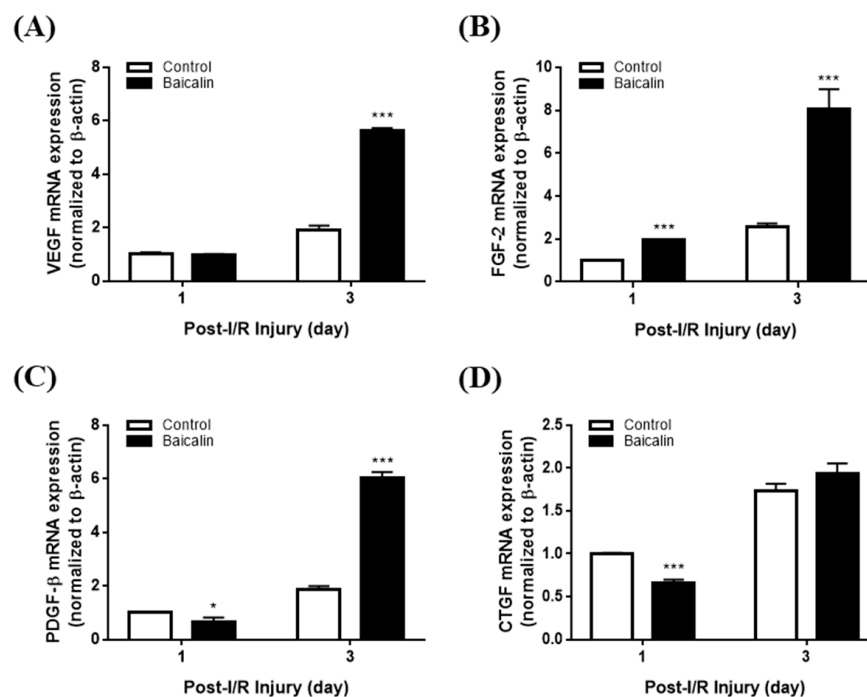 (A)
VEGF mRNA expression
(normalized to β-actin)
8
6
4
2
0
Control
Baicalin
***
1
3
Post-I/R Injury (day)
(B)
FGF-2 mRNA expression
(normalized to β-actin)
10
8
6
4
2
0
Control
Baicalin
***
***
1
3
Post-I/R Injury (day)
(C)
PDGF-β mRNA expression
(normalized to β-actin)
8
6
4
2
0
Control
Baicalin
*
***
1
3
Post-I/R Injury (day)
(D)
CTGF mRNA expression
(normalized to β-actin)
2.5
2.0
1.5
1.0
0.5
0.0
Control
Baicalin
***
1
3
Post-I/R Injury (day)